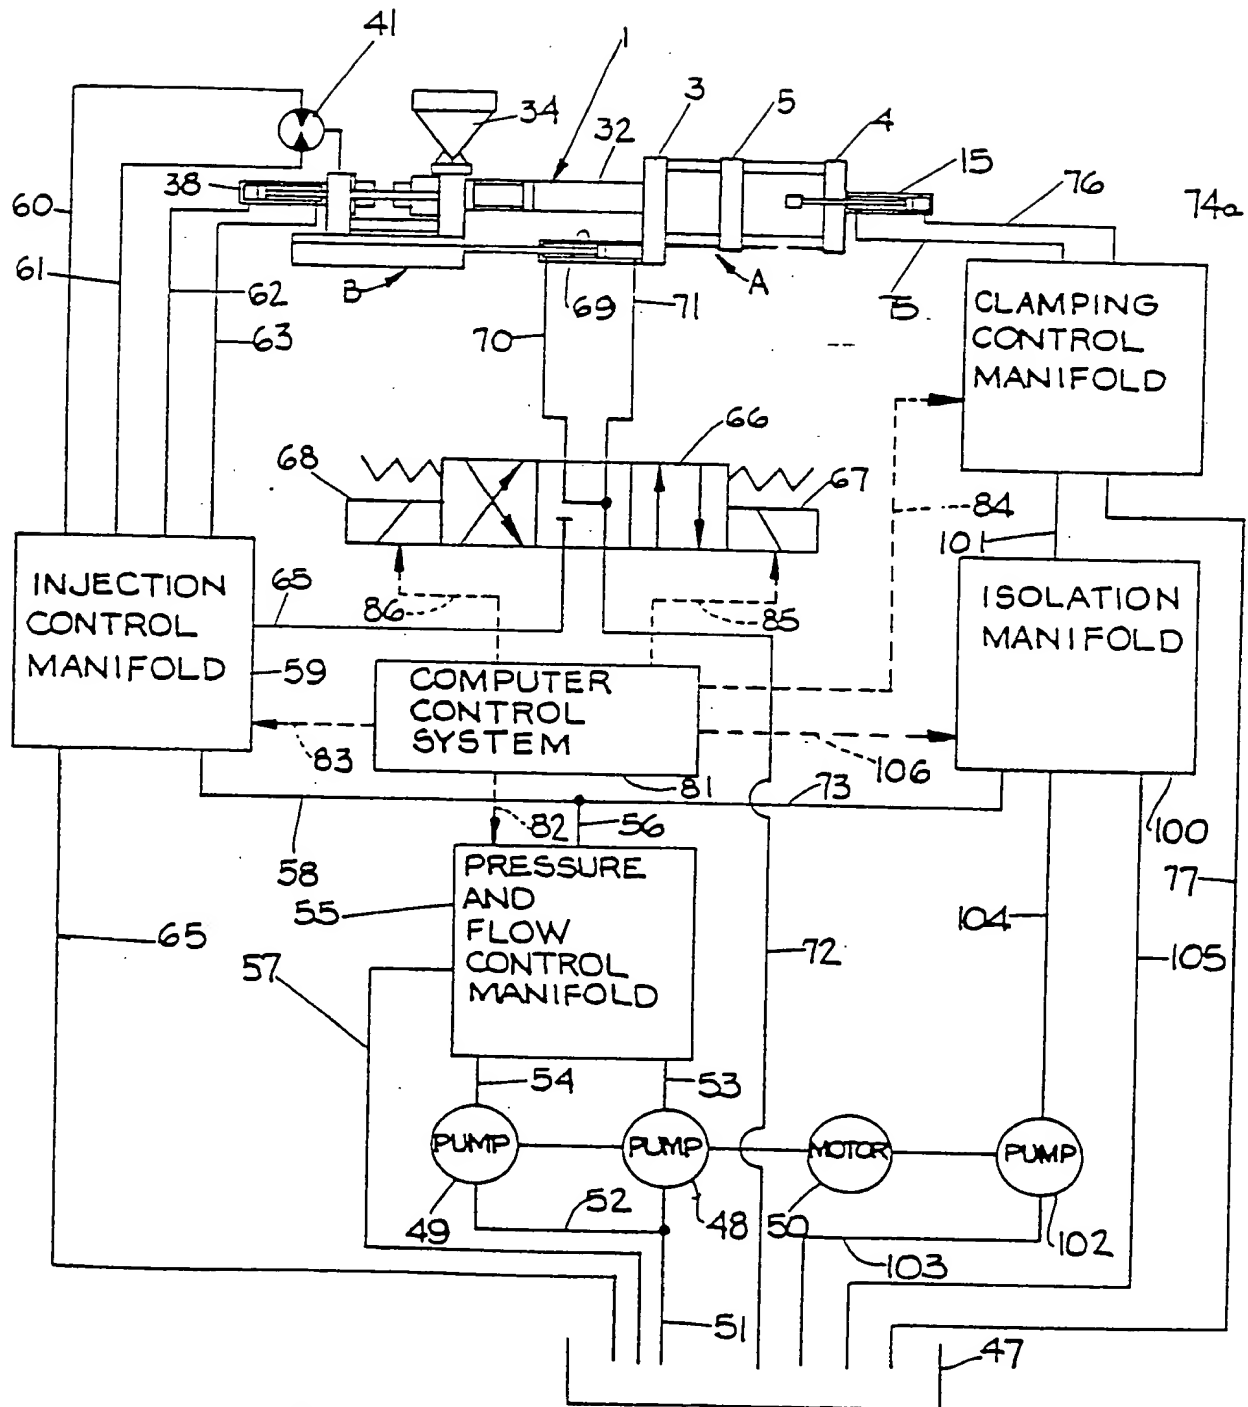 41
1
34
32
3
5
4
15
76
74a
38
60
61
62
63
B
69
71
A
75
70
CLAMPING
CONTROL
MANIFOLD
66
68
67
84
101
INJECTION
CONTROL
MANIFOLD
65
86
85
ISOLATION
MANIFOLD
59
COMPUTER
CONTROL
SYSTEM
83
106
81
73
82
56
100
58
PRESSURE
AND
FLOW
CONTROL
MANIFOLD
55
77
104
65
72
105
57
54
53
PUMP
PUMP
MOTOR
PUMP
49
52
48
50
103
102
51
47